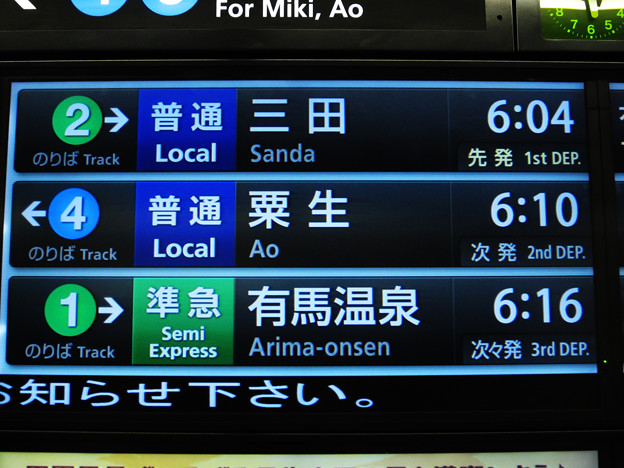 For Miki, Ao
2 → 普通 三田 6:04
のりば Track Local Sanda 先発 1st DEP.
← 4 普通 粟生 6:10
のりば Track Local Ao 次発 2nd DEP.
1 → 準急 有馬温泉 6:16
のりば Track Semi Express Arima-onsen 次々発 3rd DEP.
お知らせ下さい。